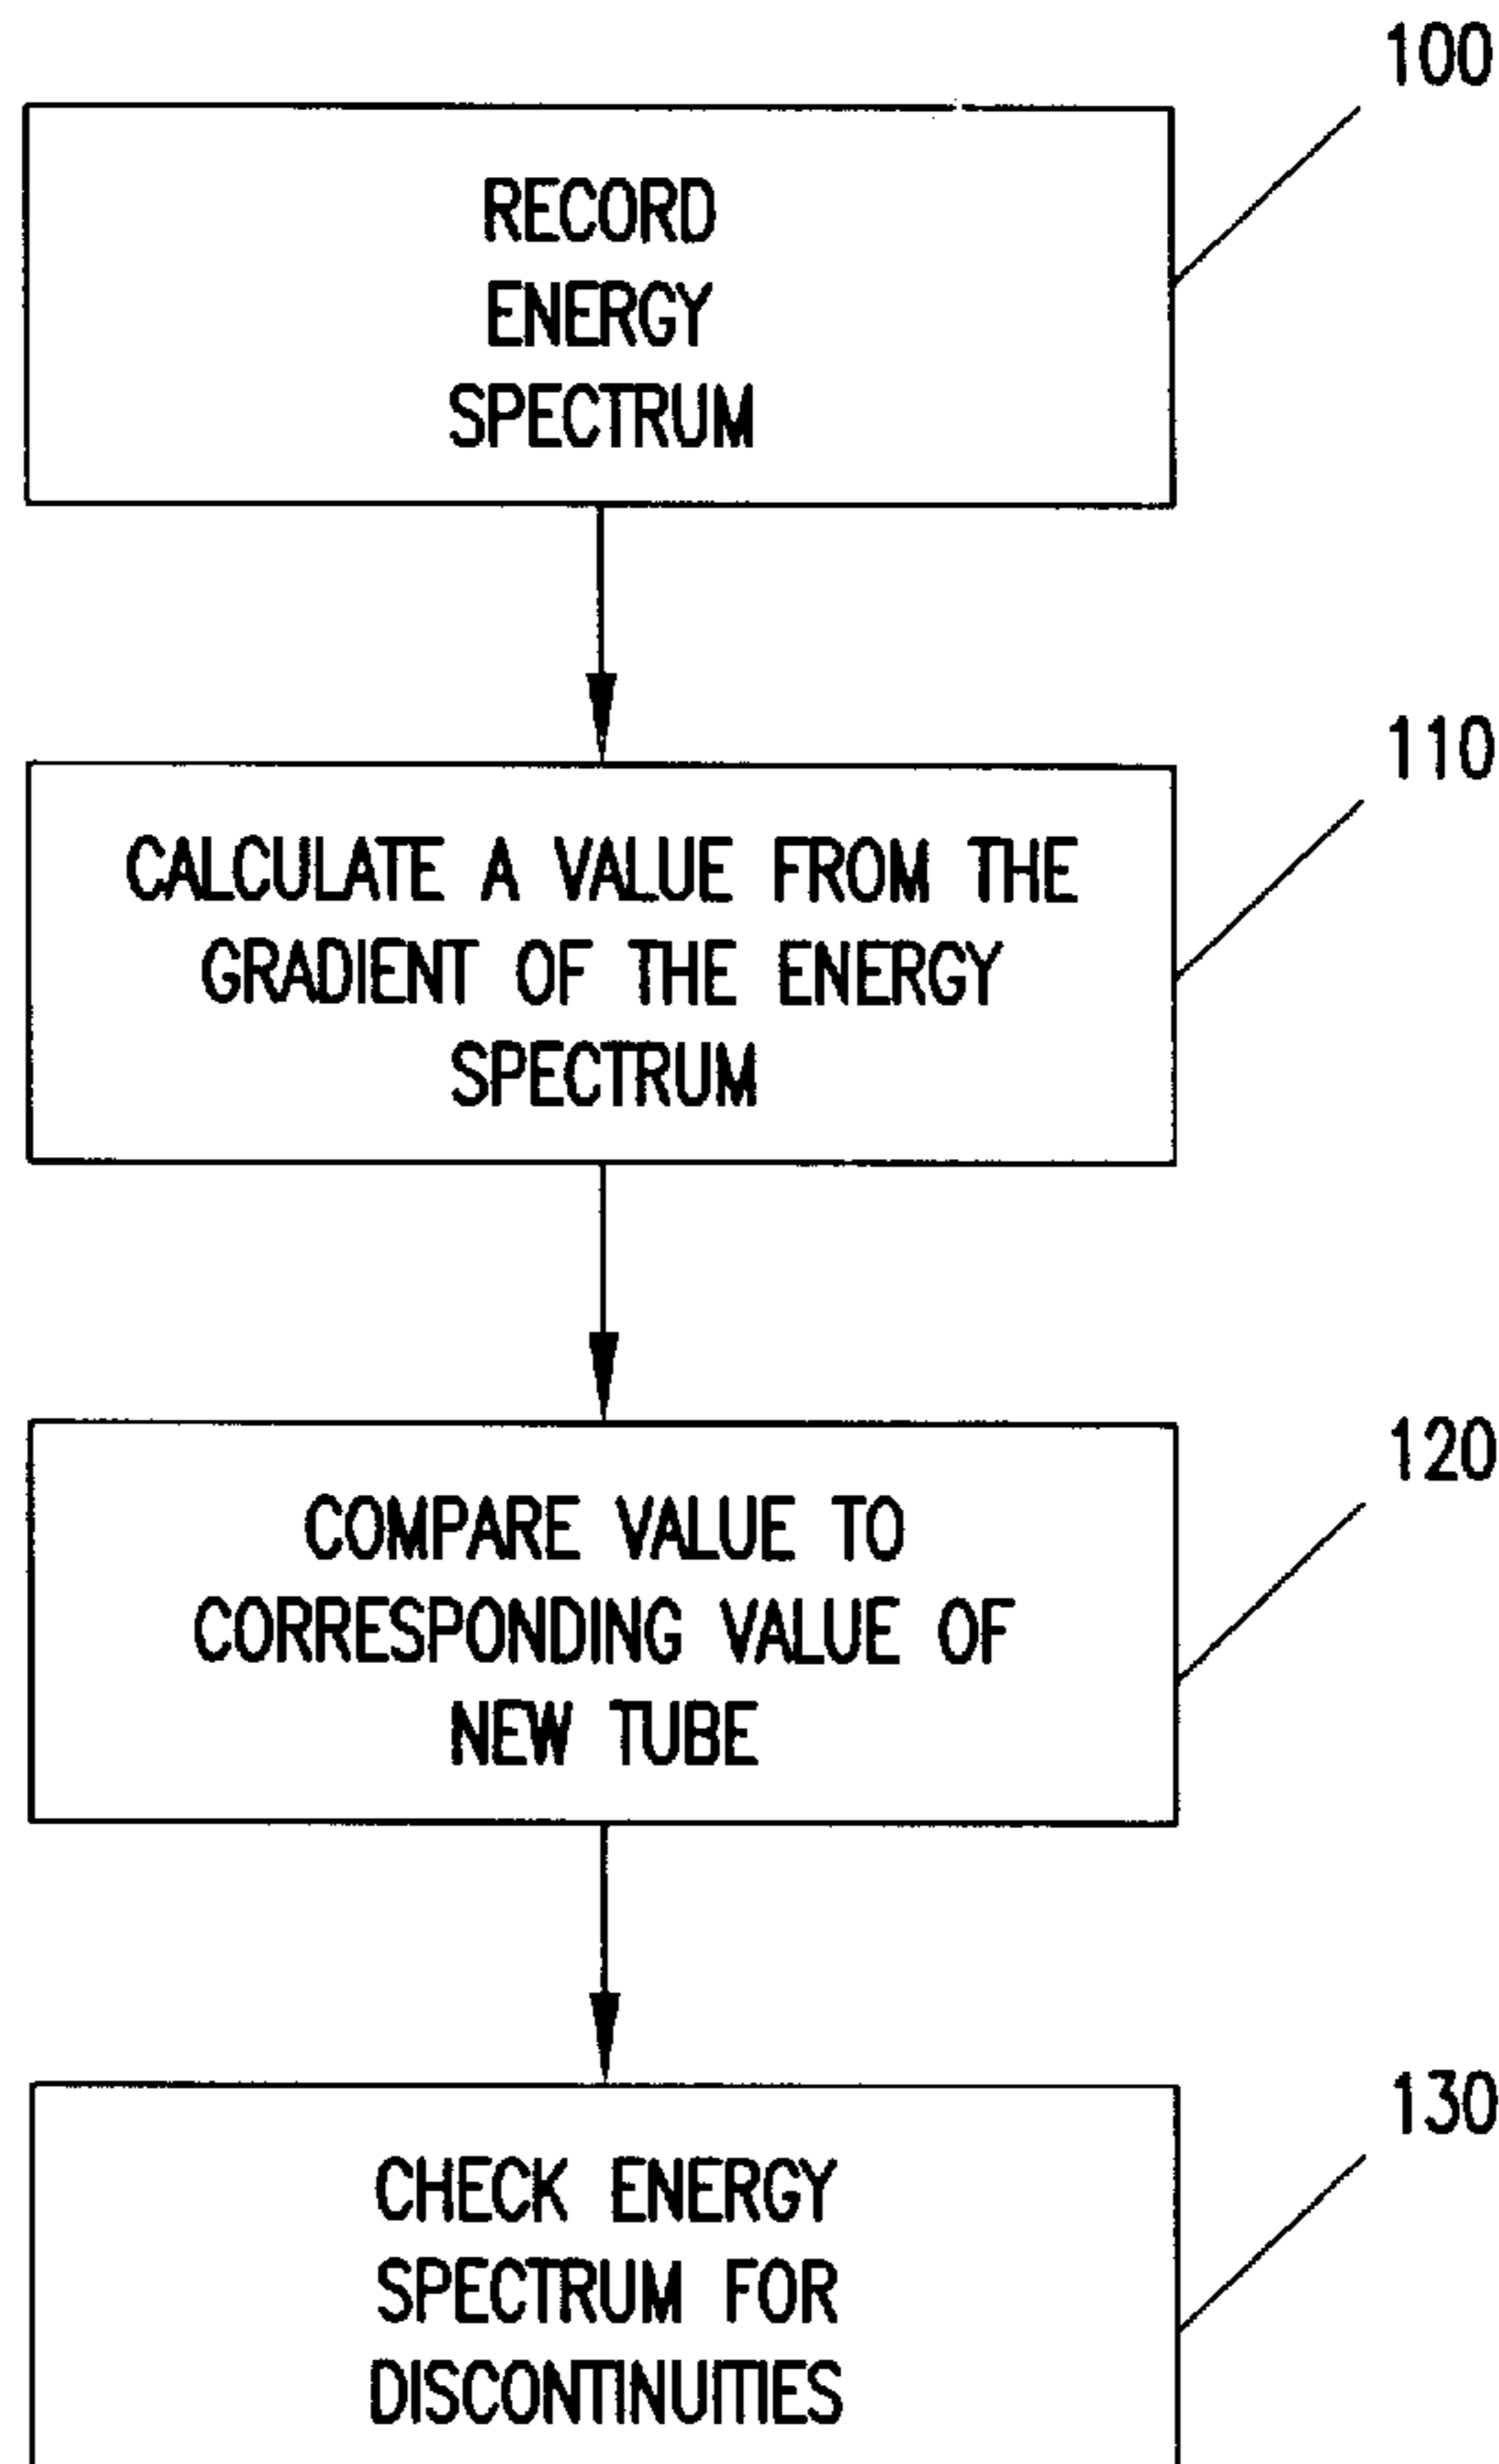 100
RECORD
ENERGY
SPECTRUM
110
CALCULATE A VALUE FROM THE
GRADIENT OF THE ENERGY
SPECTRUM
120
COMPARE VALUE TO
CORRESPONDING VALUE OF
NEW TUBE
130
CHECK ENERGY
SPECTRUM FOR
DISCONTINUITIES